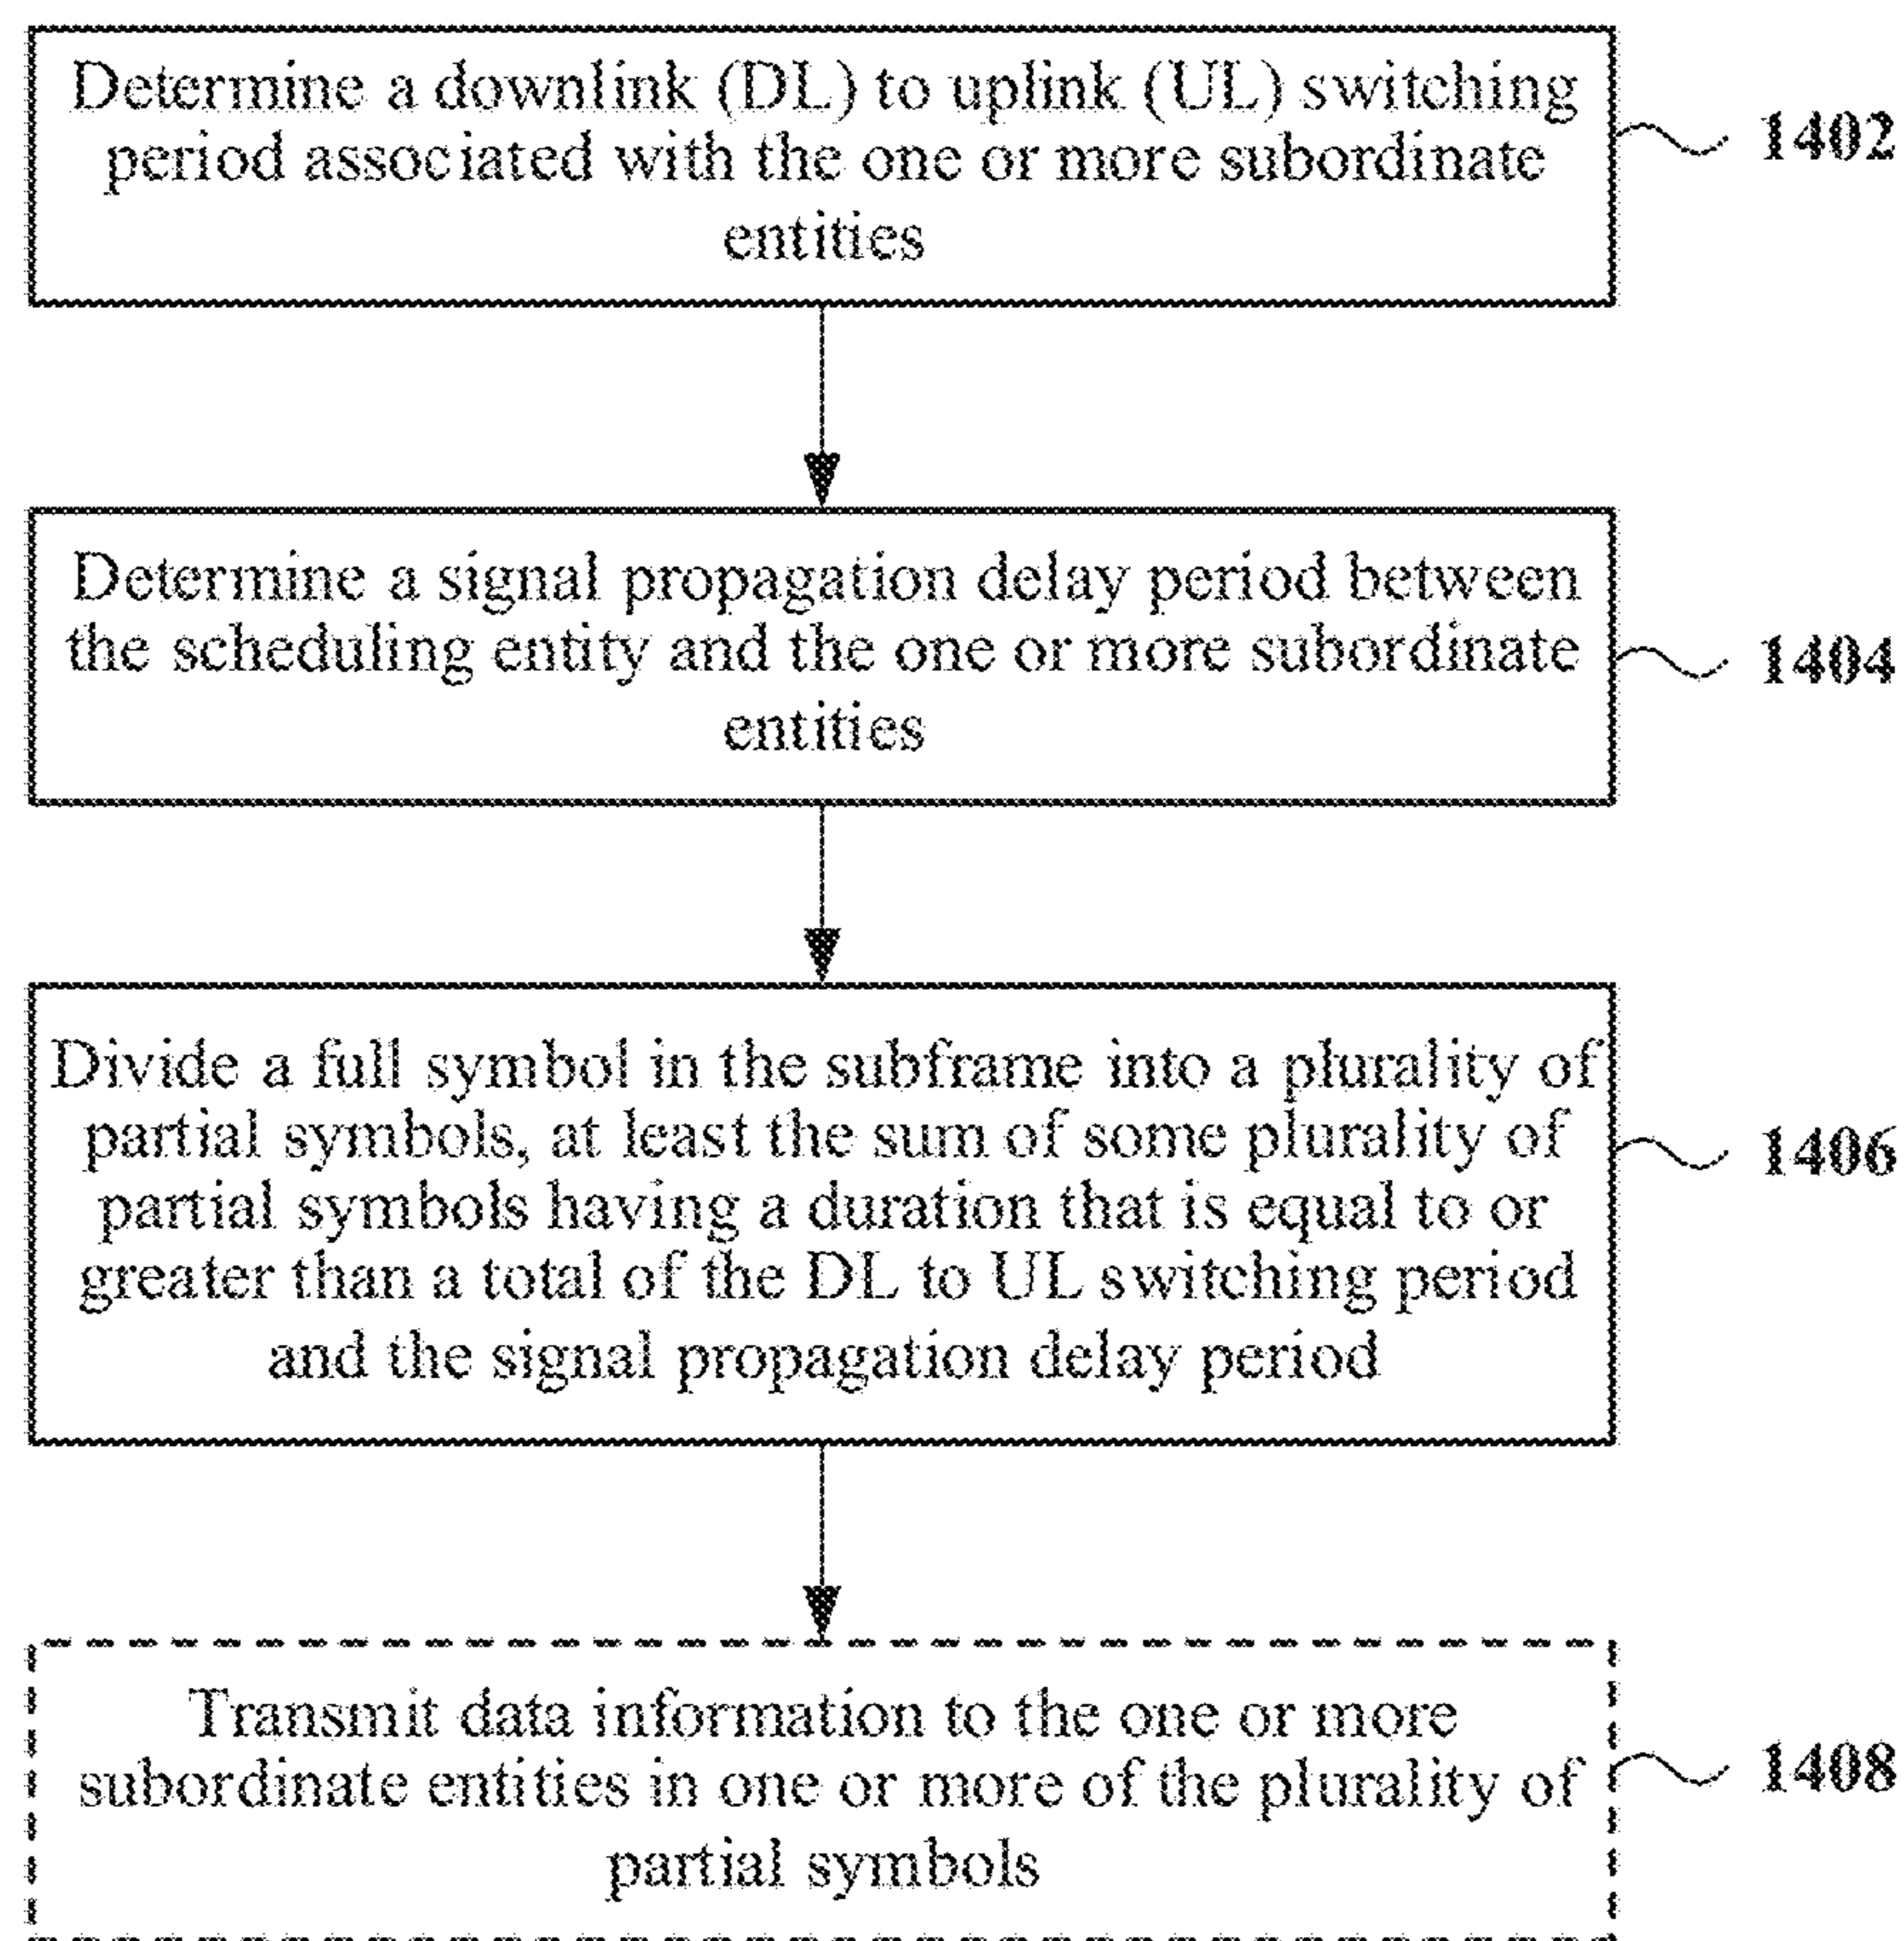 Determine a downlink (DL) to uplink (UL) switching
period associated with the one or more subordinate
entities
1402
Determine a signal propagation delay period between
the scheduling entity and the one or more subordinate
entities
1404
Divide a full symbol in the subframe into a plurality of
partial symbols, at least the sum of some plurality of
partial symbols having a duration that is equal to or
greater than a total of the DL to UL switching period
and the signal propagation delay period
1406
Transmit data information to the one or more
subordinate entities in one or more of the plurality of
partial symbols
1408